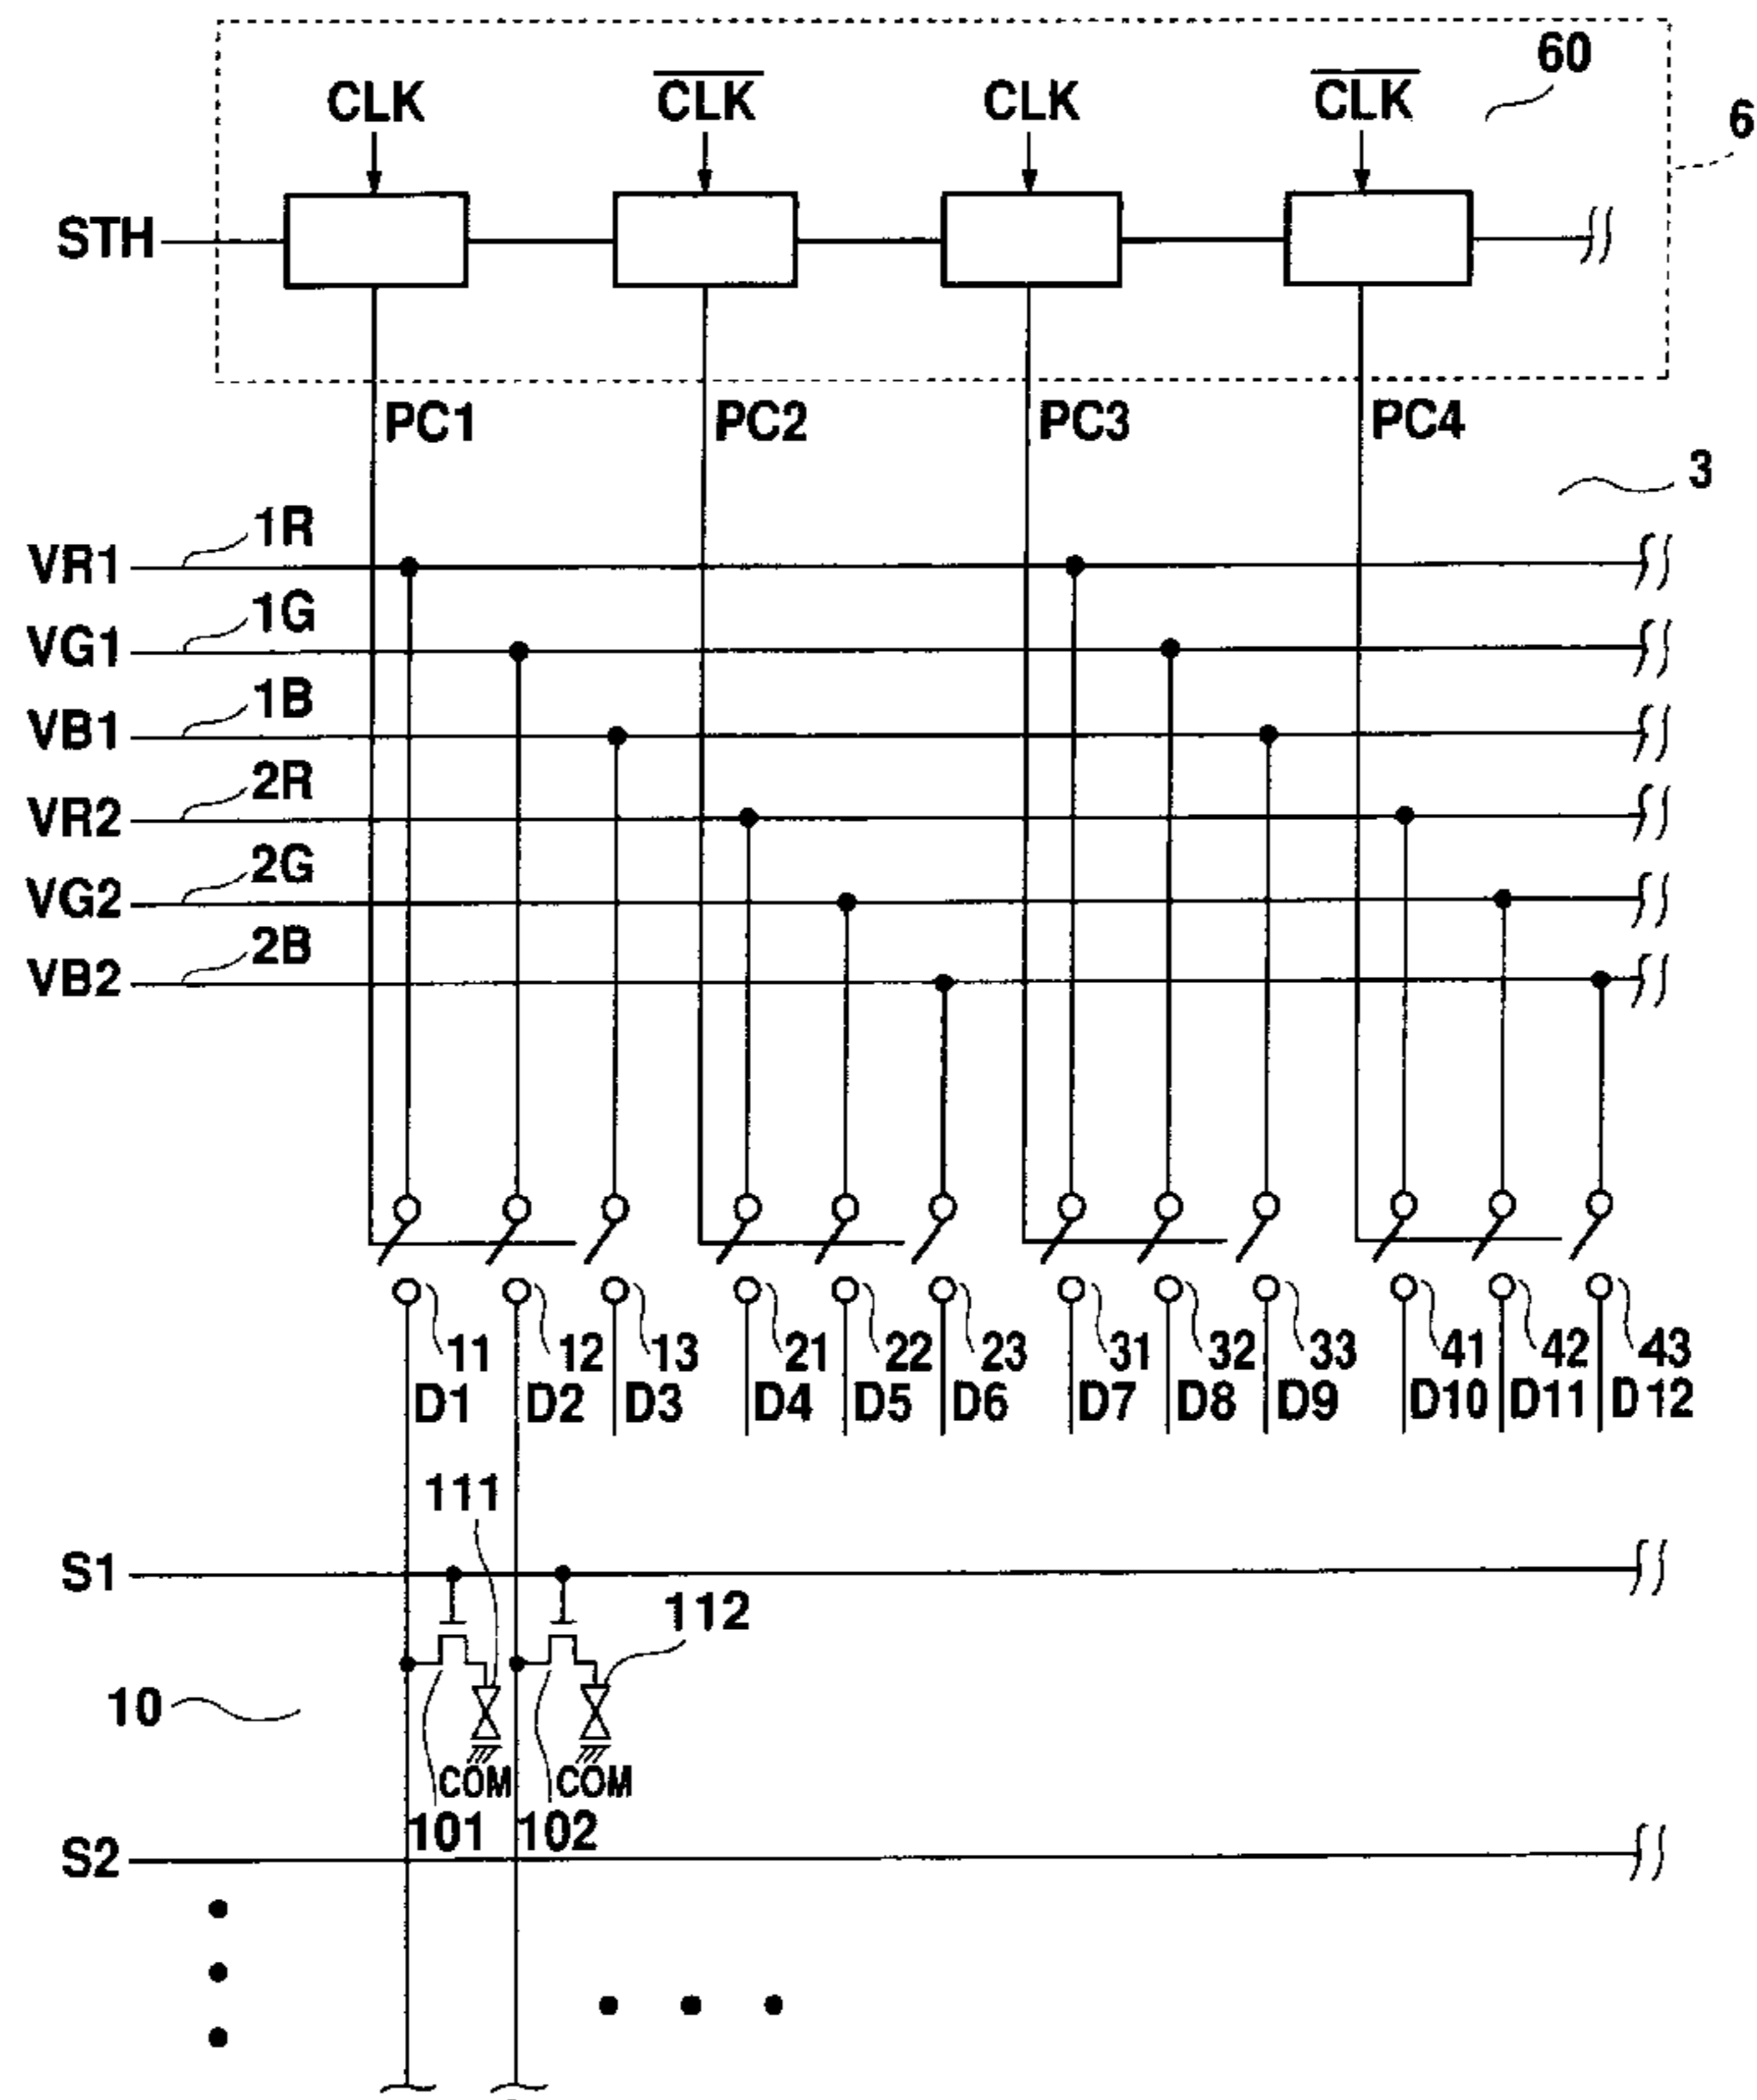 60
CLK C̅L̅K̅ CLK C̅L̅K̅
6
STH
PC1 PC2 PC3 PC4
3
1R
VR1
1G
VG1
1B
VB1
2R
VR2
2G
VG2
2B
VB2
11 12 13 21 22 23 31 32 33 41 42 43
D1 D2 D3 D4 D5 D6 D7 D8 D9 D10 D11 D12
111
S1
112
10
COM COM
101 102
S2